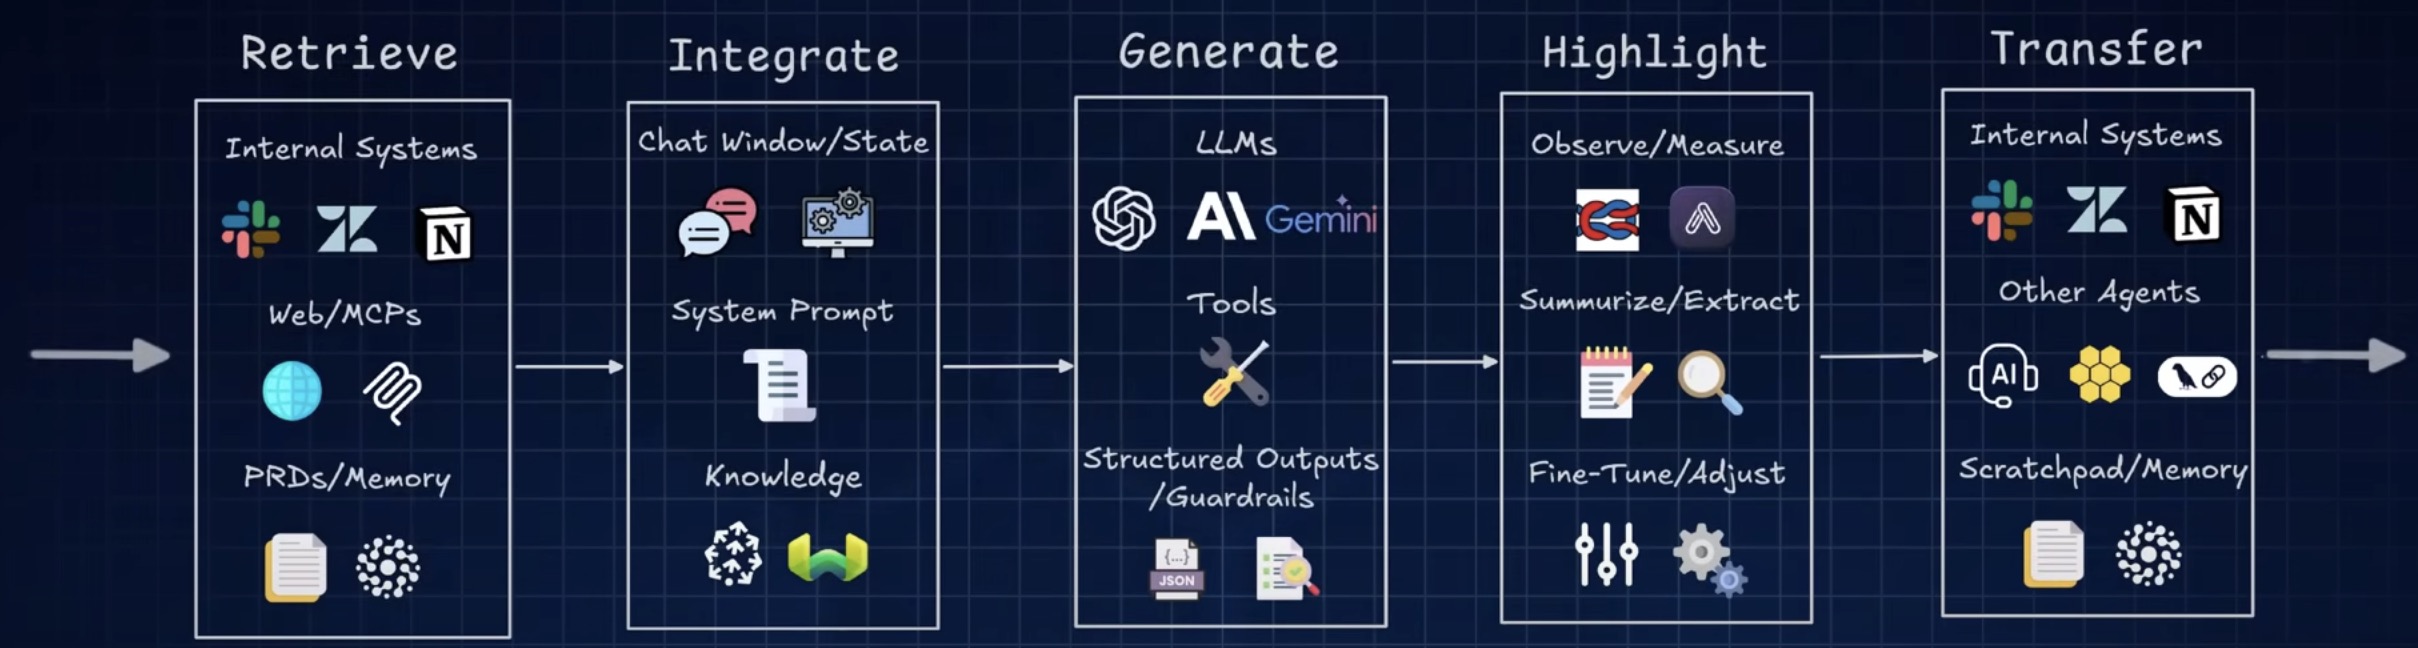 Retrieve
Internal Systems
N
Web/MCPs
PRDs/Memory
Integrate
Chat Window/State
System Prompt
Knowledge
Generate
LLMs
AI Gemini
Tools
Structured Outputs
/Guardrails
{...}
JSON
Highlight
Observe/Measure
Summurize/Extract
Fine-Tune/Adjust
Transfer
Internal Systems
N
Other Agents
AI
Scratchpad/Memory